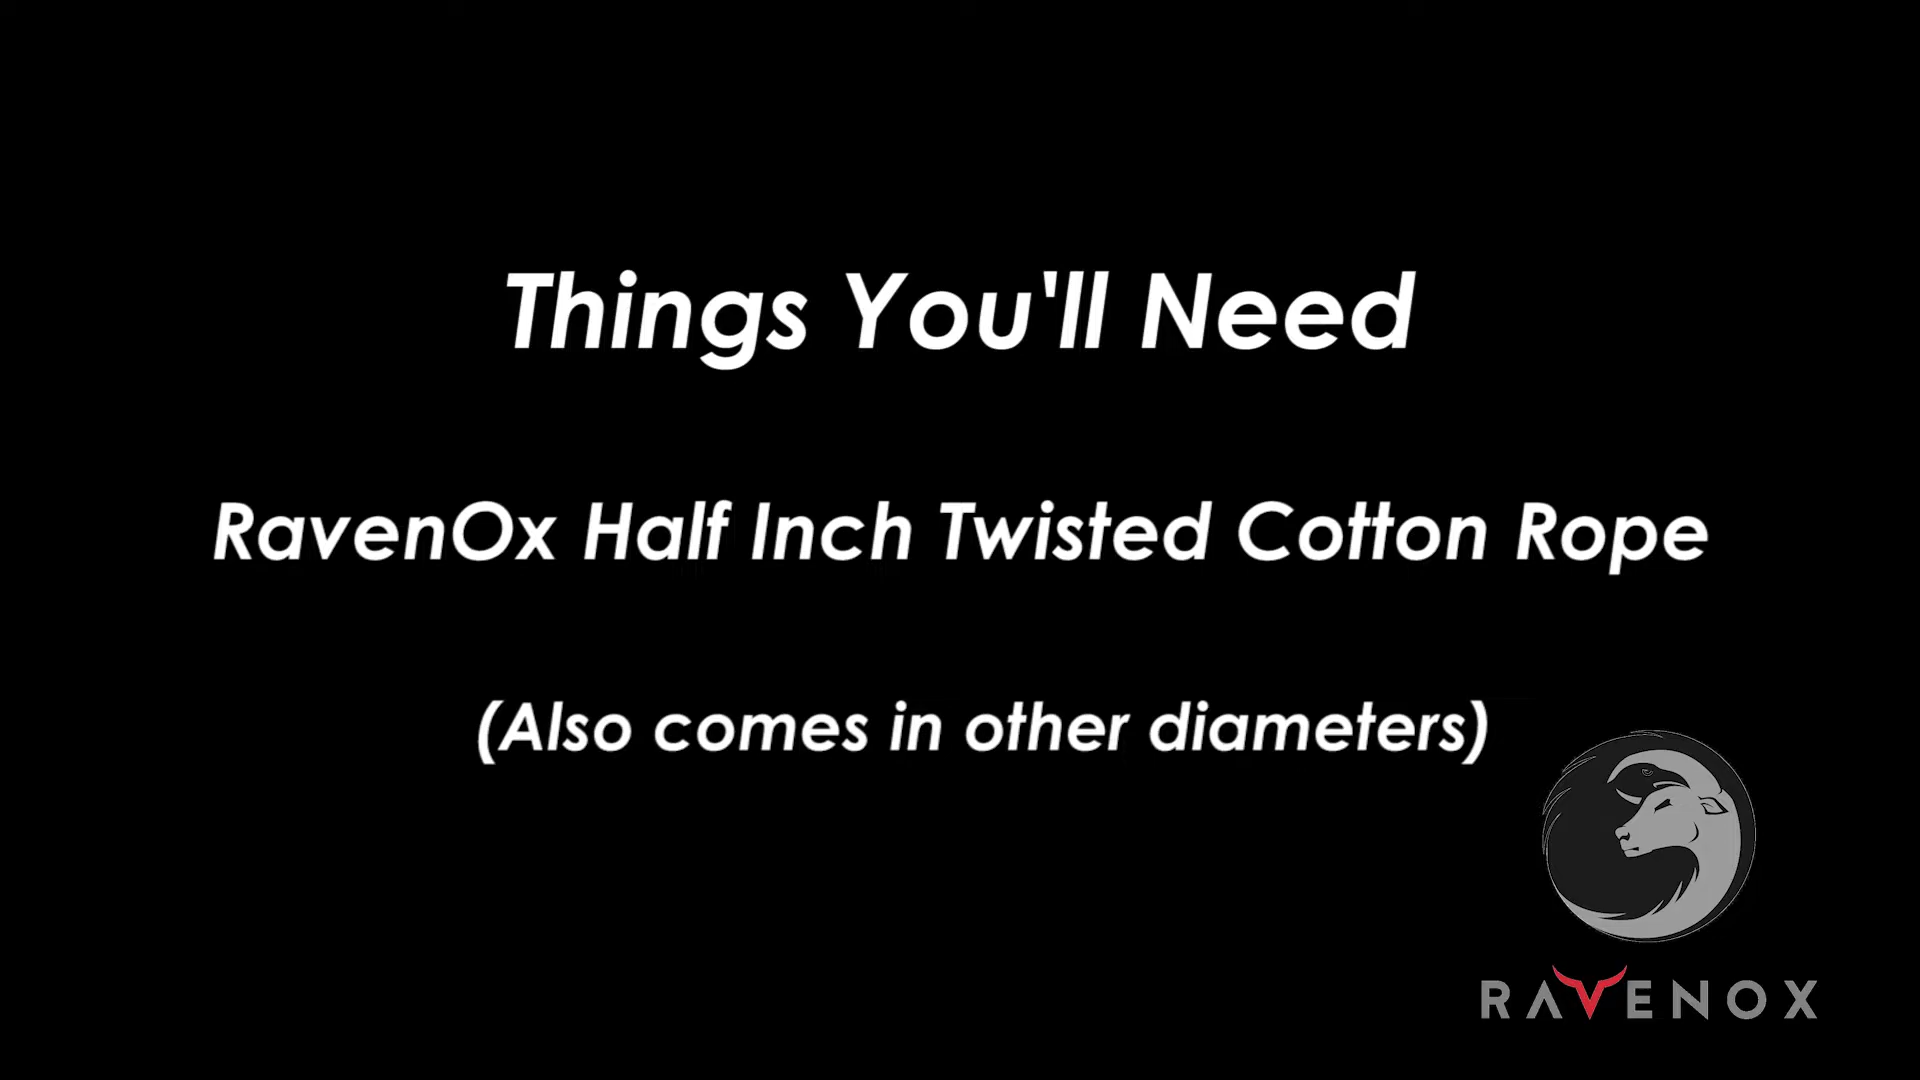 Things You'll Need
RavenOx Half Inch Twisted Cotton Rope
(Also comes in other diameters)
RAVENOX